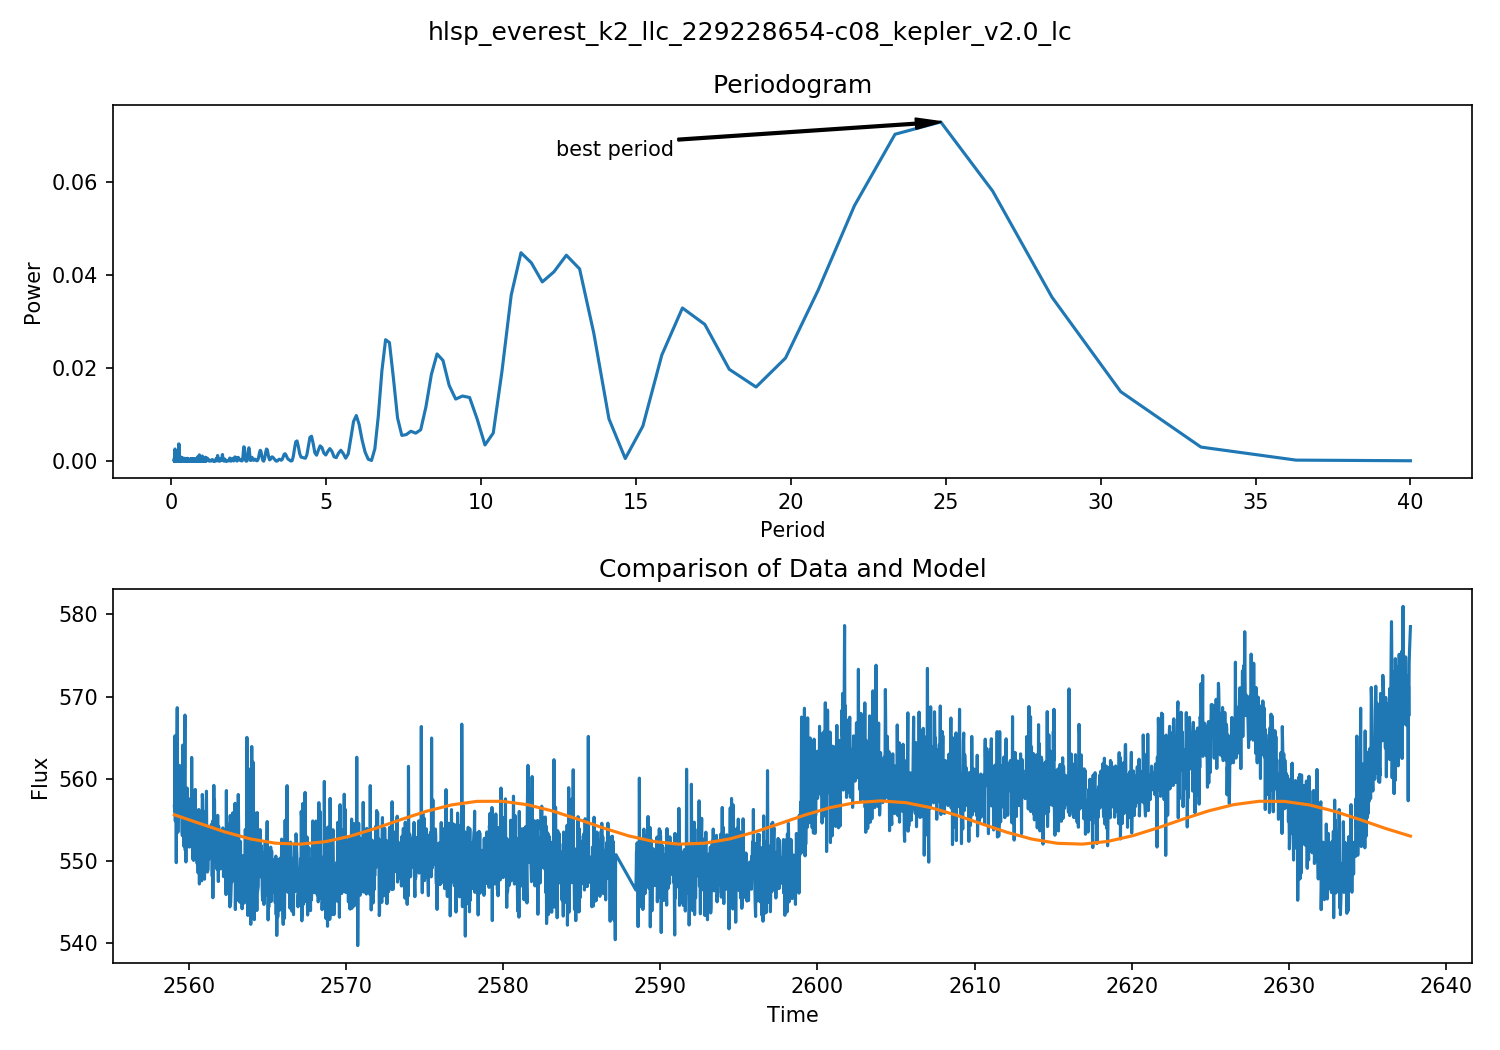 hlsp_everest_k2_llc_229228654-c08_kepler_v2.0_lc
Periodogram
best period
Power
0.06
0.04
0.02
0.00
0 5 10 15 20 25 30 35 40
Period
Comparison of Data and Model
Flux
580
570
560
550
540
2560 2570 2580 2590 2600 2610 2620 2630 2640
Time